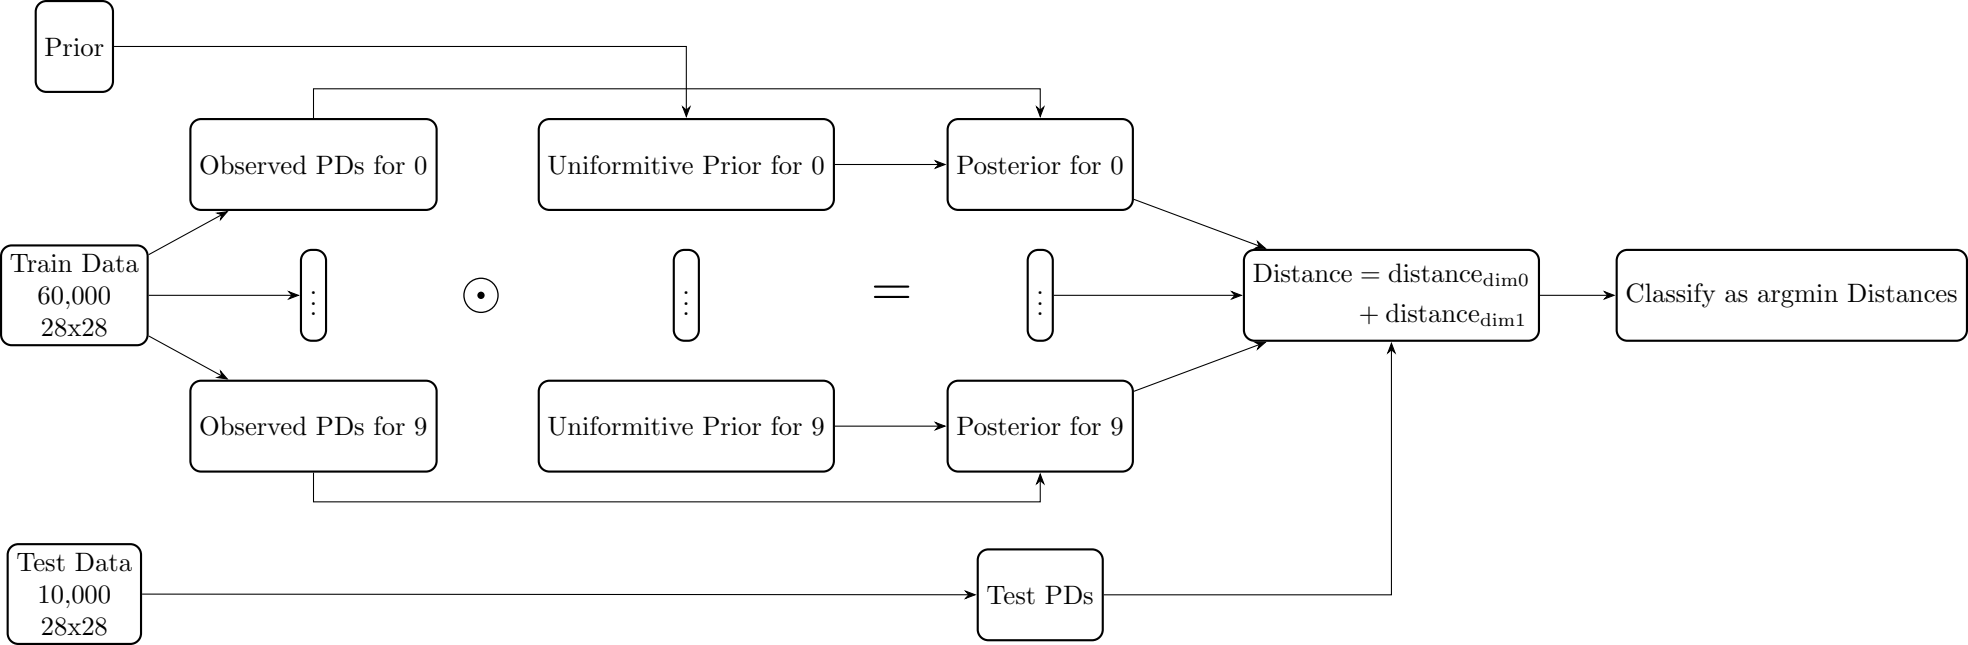 Prior
Observed PDs for 0
Uniformitive Prior for 0
Posterior for 0
Train Data
60,000
28x28
⋮
⊙
⋮
=
⋮
Distance = distance_dim0
+ distance_dim1
Classify as argmin Distances
Observed PDs for 9
Uniformitive Prior for 9
Posterior for 9
Test Data
10,000
28x28
Test PDs